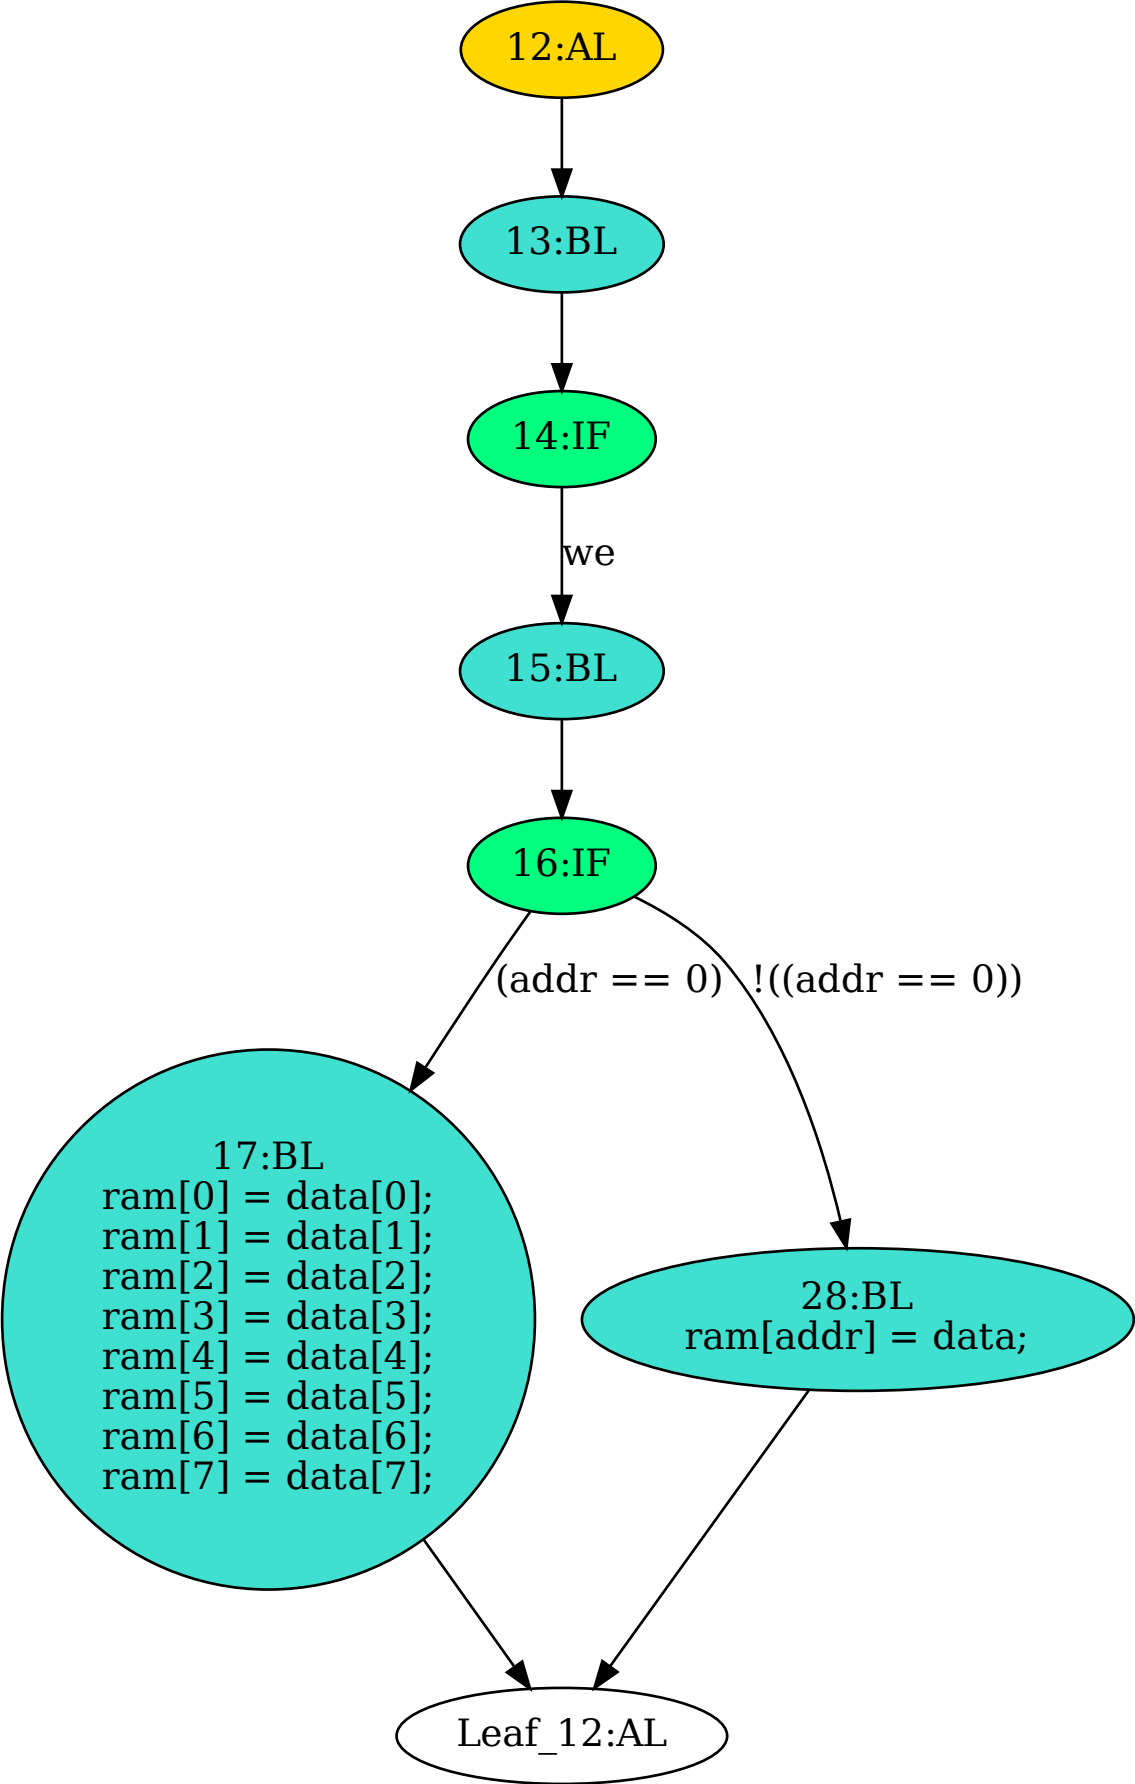 12:AL
13:BL
14:IF
we
15:BL
16:IF
(addr == 0)
!((addr == 0))
17:BL
ram[0] = data[0];
ram[1] = data[1];
ram[2] = data[2];
ram[3] = data[3];
ram[4] = data[4];
ram[5] = data[5];
ram[6] = data[6];
ram[7] = data[7];
28:BL
ram[addr] = data;
Leaf_12:AL